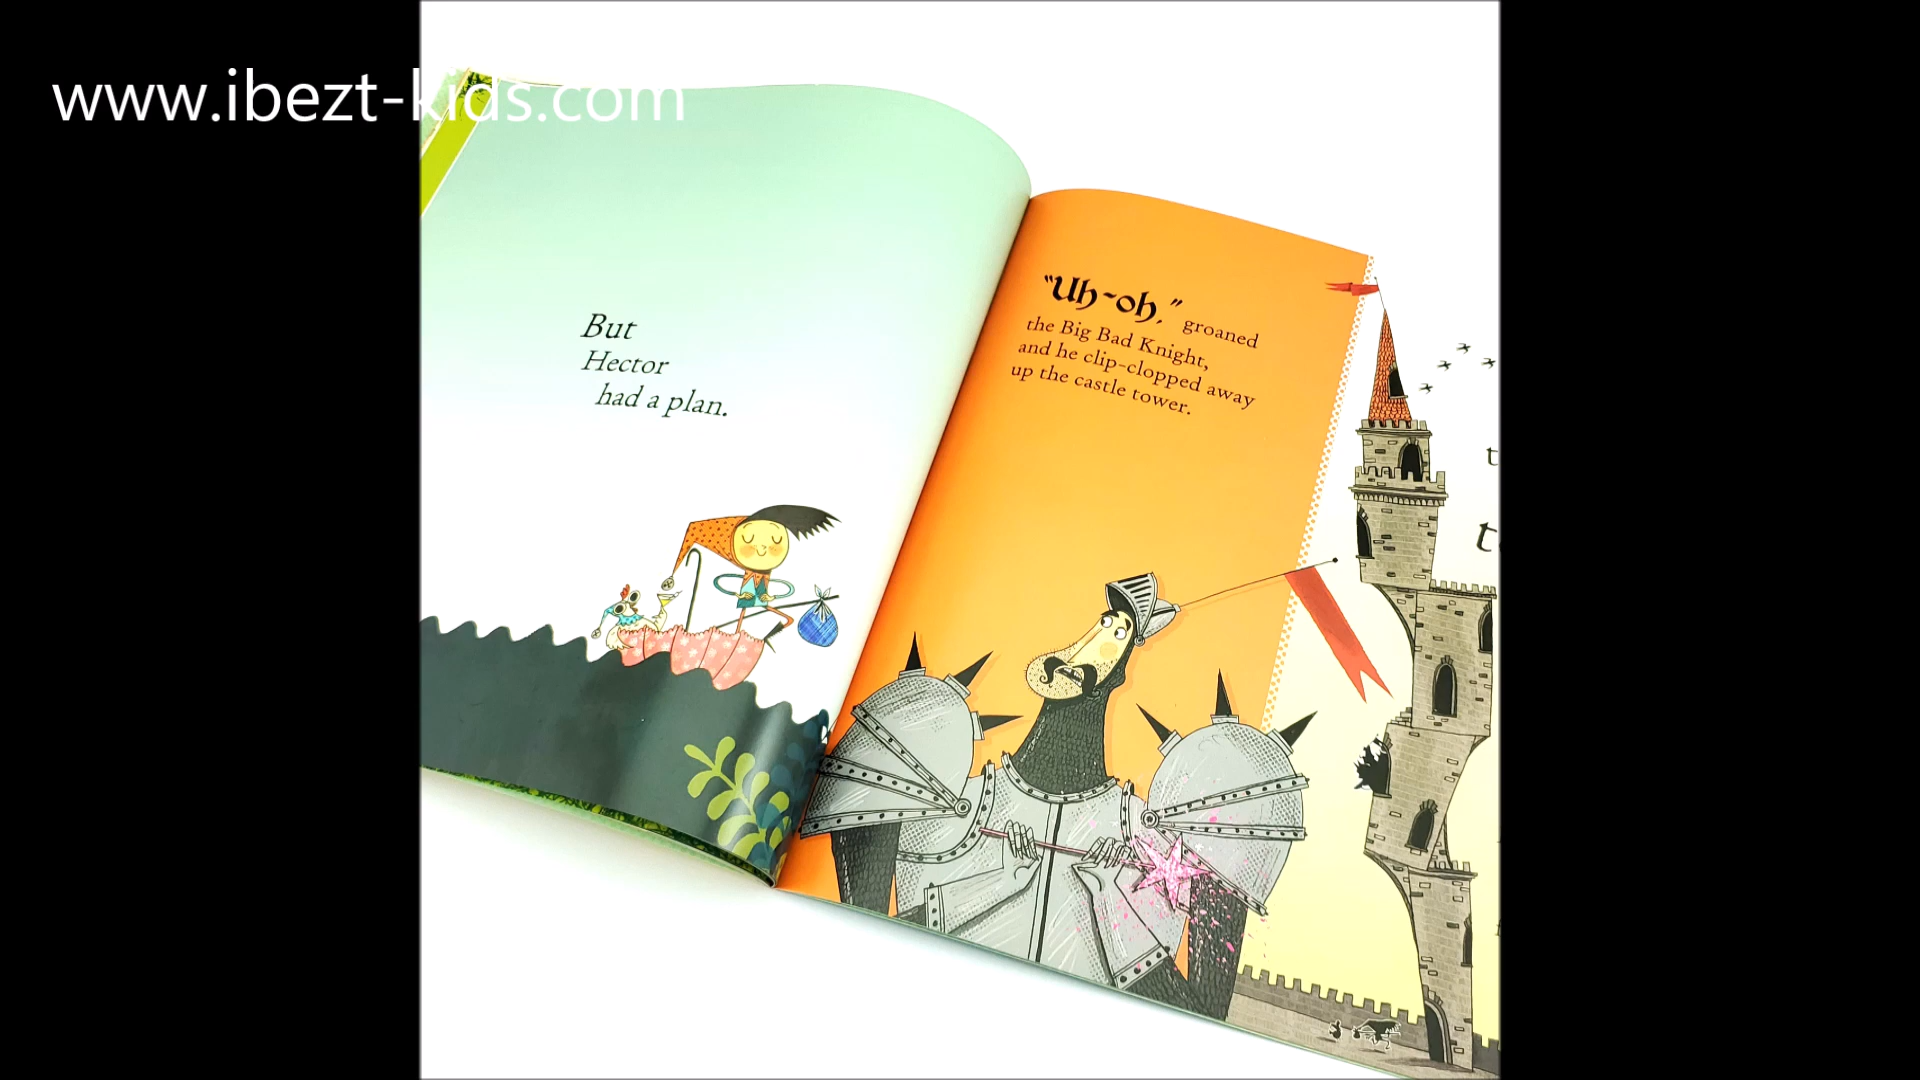 www.ibezt-kids.com
But
Hector
had a plan.
“Uh-oh,” groaned
the Big Bad Knight,
and he clip-clopped away
up the castle tower.